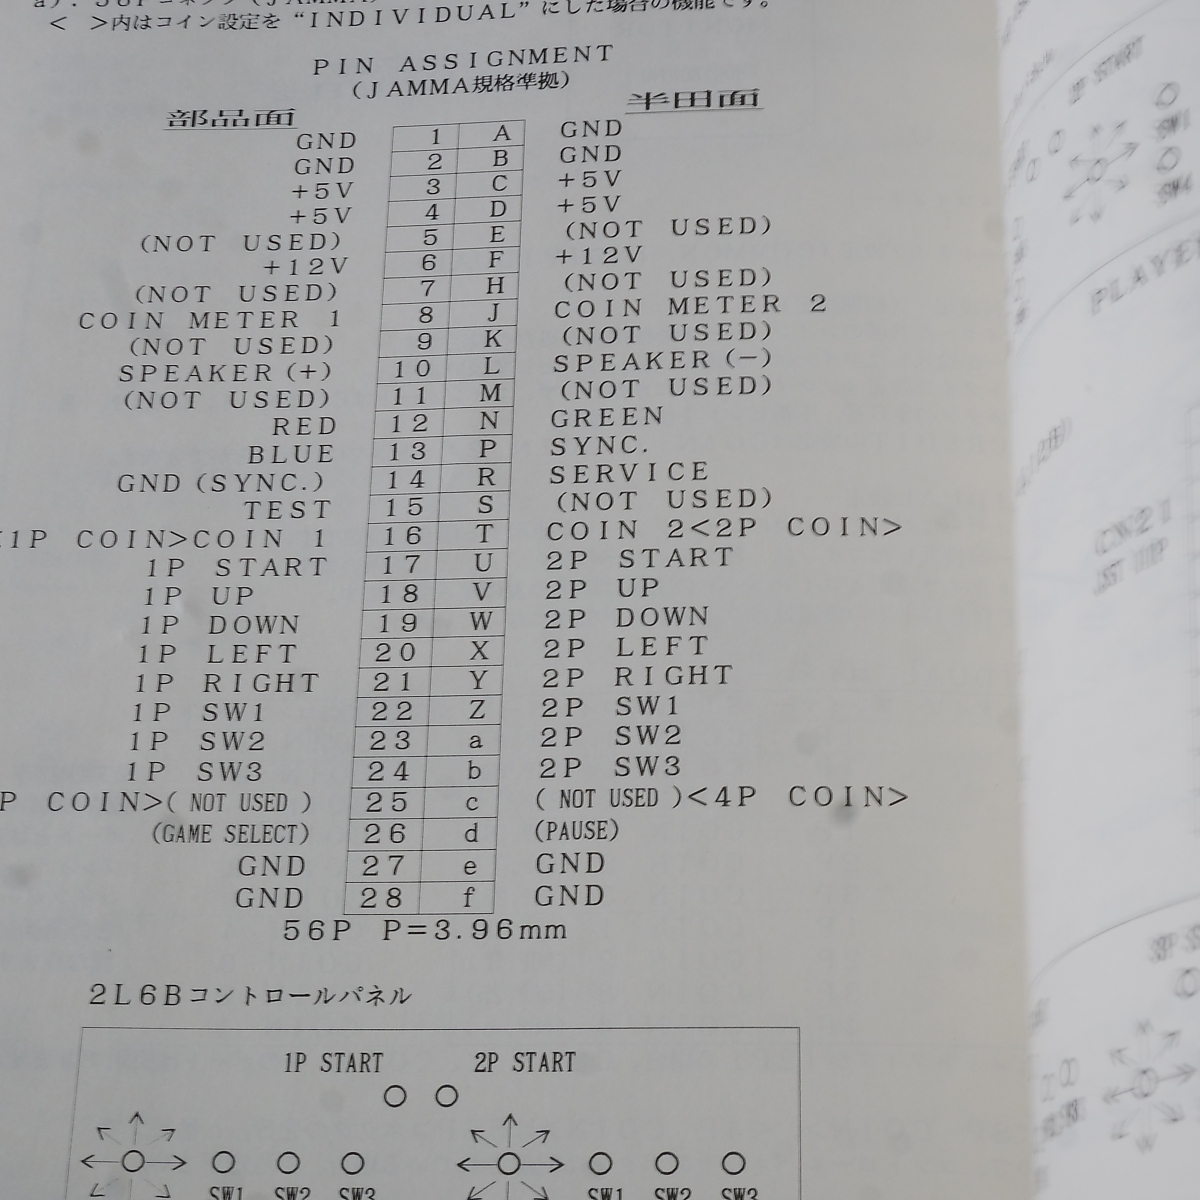 < >内はコイン設定を “INDIVIDUAL” にした場合の機能です。
PIN ASSIGNMENT
(JAMMA規格準拠)
部品面 半田面
GND 1 A GND
GND 2 B GND
+5V 3 C +5V
+5V 4 D +5V
(NOT USED) 5 E (NOT USED)
+12V 6 F +12V
(NOT USED) 7 H (NOT USED)
COIN METER 1 8 J COIN METER 2
(NOT USED) 9 K (NOT USED)
SPEAKER(+) 10 L SPEAKER(−)
(NOT USED) 11 M (NOT USED)
RED 12 N GREEN
BLUE 13 P SYNC.
GND(SYNC.) 14 R SERVICE
TEST 15 S (NOT USED)
1P COIN>COIN 1 16 T COIN 2<2P COIN>
1P START 17 U 2P START
1P UP 18 V 2P UP
1P DOWN 19 W 2P DOWN
1P LEFT 20 X 2P LEFT
1P RIGHT 21 Y 2P RIGHT
1P SW1 22 Z 2P SW1
1P SW2 23 a 2P SW2
1P SW3 24 b 2P SW3
P COIN>(NOT USED) 25 c (NOT USED)<4P COIN>
(GAME SELECT) 26 d (PAUSE)
GND 27 e GND
GND 28 f GND
56P P=3.96mm
2L6Bコントロールパネル
1P START 2P START
SW1 SW2 SW3 SW1 SW2 SW3
2P START
PLAYER